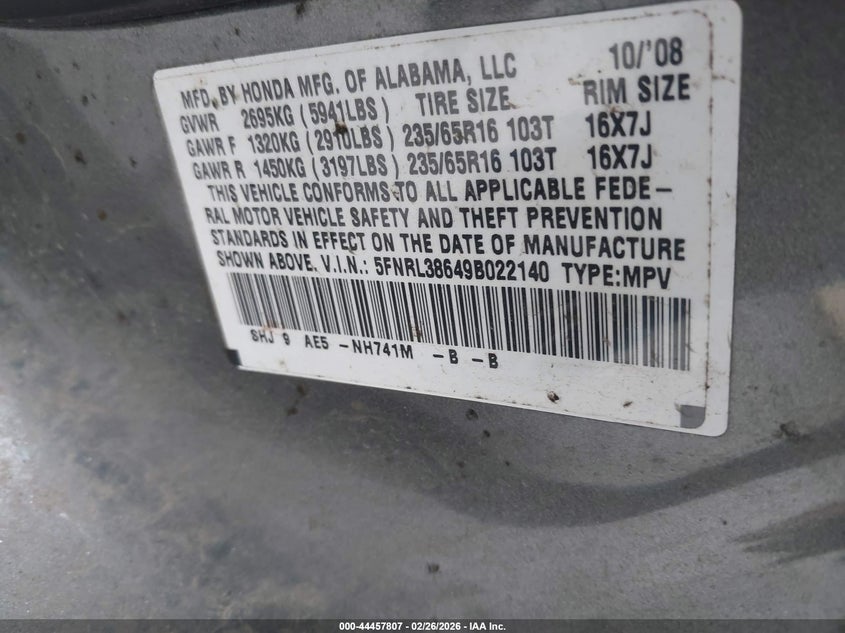 MFD. BY HONDA MFG. OF ALABAMA, LLC 10/'08
GVWR 2695KG (5941LBS) TIRE SIZE RIM SIZE
GAWR F 1320KG (2910LBS) 235/65R16 103T 16X7J
GAWR R 1450KG (3197LBS) 235/65R16 103T 16X7J
THIS VEHICLE CONFORMS TO ALL APPLICABLE FEDE-
RAL MOTOR VEHICLE SAFETY AND THEFT PREVENTION
STANDARDS IN EFFECT ON THE DATE OF MANUFACTURE
SHOWN ABOVE. V.I.N.: 5FNRL38649B022140 TYPE:MPV
SHJ 9 AE5 -NH741M -B -B
000-44457807 - 02/26/2026 - IAA Inc.